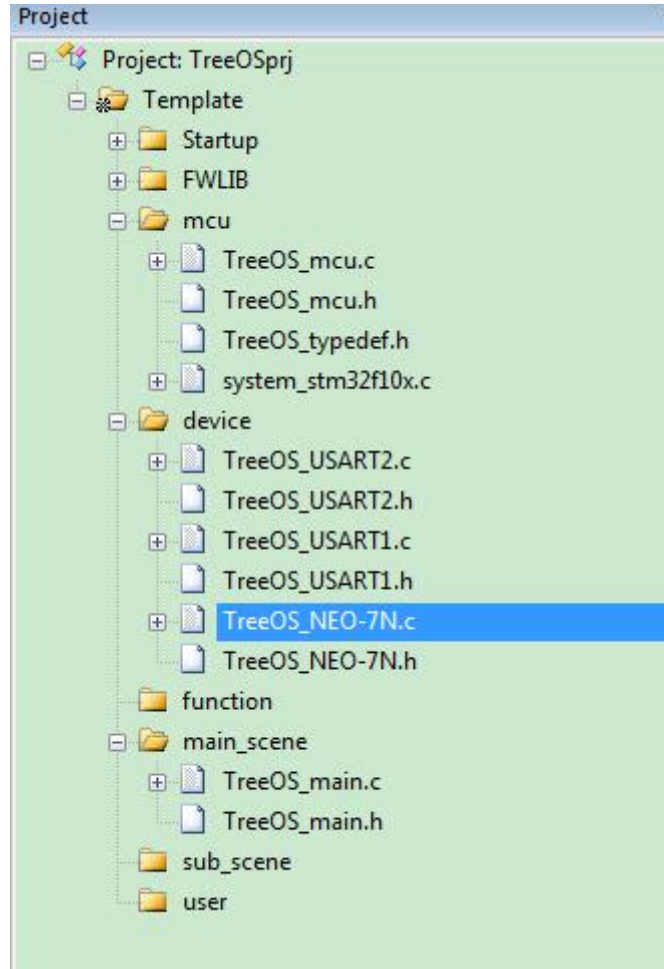 Project
Project: TreeOSprj
Template
Startup
FWLIB
mcu
TreeOS_mcu.c
TreeOS_mcu.h
TreeOS_typedef.h
system_stm32f10x.c
device
TreeOS_USART2.c
TreeOS_USART2.h
TreeOS_USART1.c
TreeOS_USART1.h
TreeOS_NEO-7N.c
TreeOS_NEO-7N.h
function
main_scene
TreeOS_main.c
TreeOS_main.h
sub_scene
user